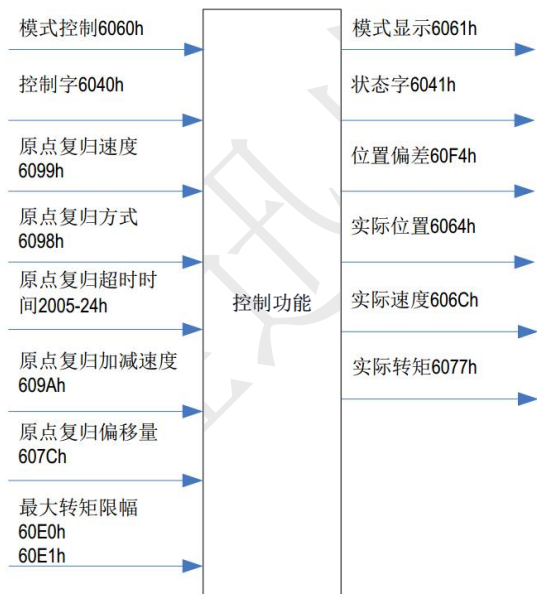 模式控制6060h
控制字6040h
原点复归速度
6099h
原点复归方式
6098h
原点复归超时时
间2005-24h
原点复归加减速度
609Ah
原点复归偏移量
607Ch
最大转矩限幅
60E0h
60E1h
控制功能
模式显示6061h
状态字6041h
位置偏差60F4h
实际位置6064h
实际速度606Ch
实际转矩6077h